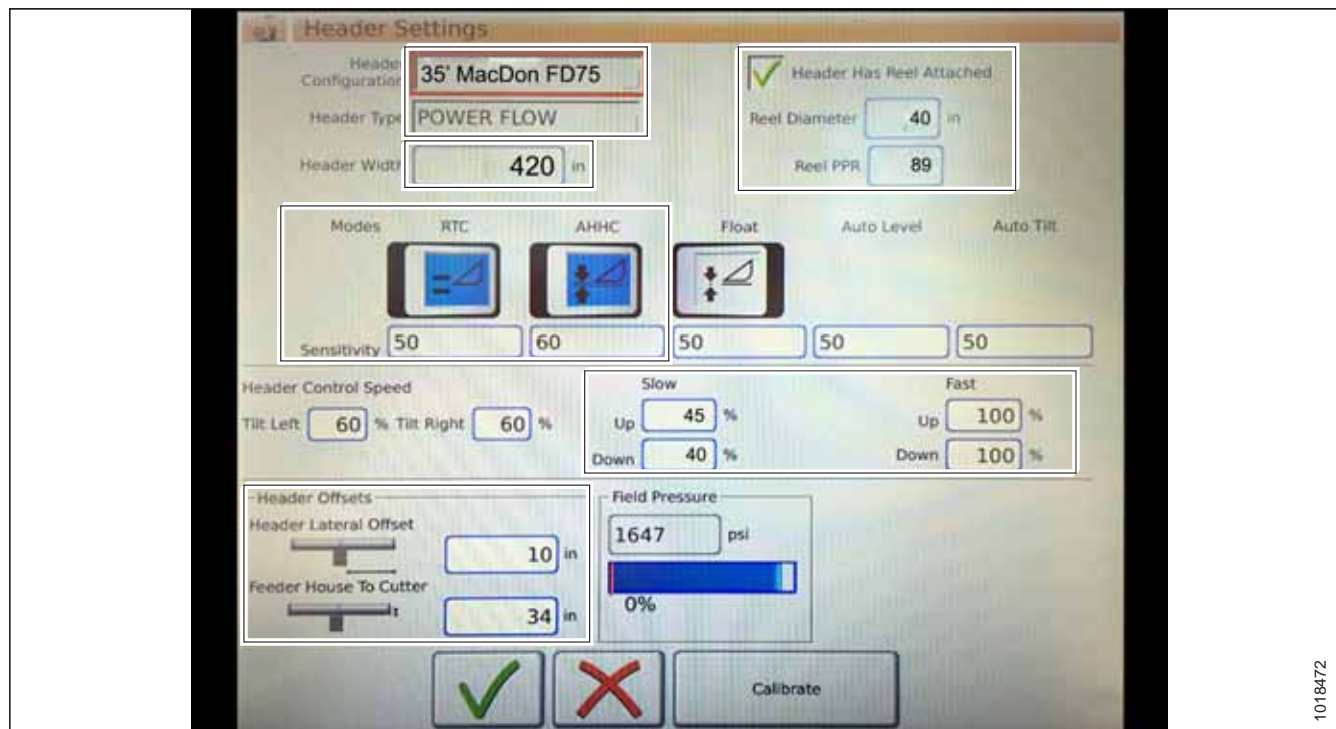 Header Settings
Header Configuration 35' MacDon FD75
Header Has Reel Attached
Header Type POWER FLOW
Reel Diameter 40 in
Header Width 420 in
Reel PPR 89
Modes RTC AHHC Float Auto Level Auto Tilt
Sensitivity 50 60 50 50 50
Header Control Speed
Slow Fast
Tilt Left 60 % Tilt Right 60 %
Up 45 % Up 100 %
Down 40 % Down 100 %
Header Offsets
Field Pressure
Header Lateral Offset
10 in
1647 psi
Feeder House To Cutter
34 in
0%
Calibrate
1018472